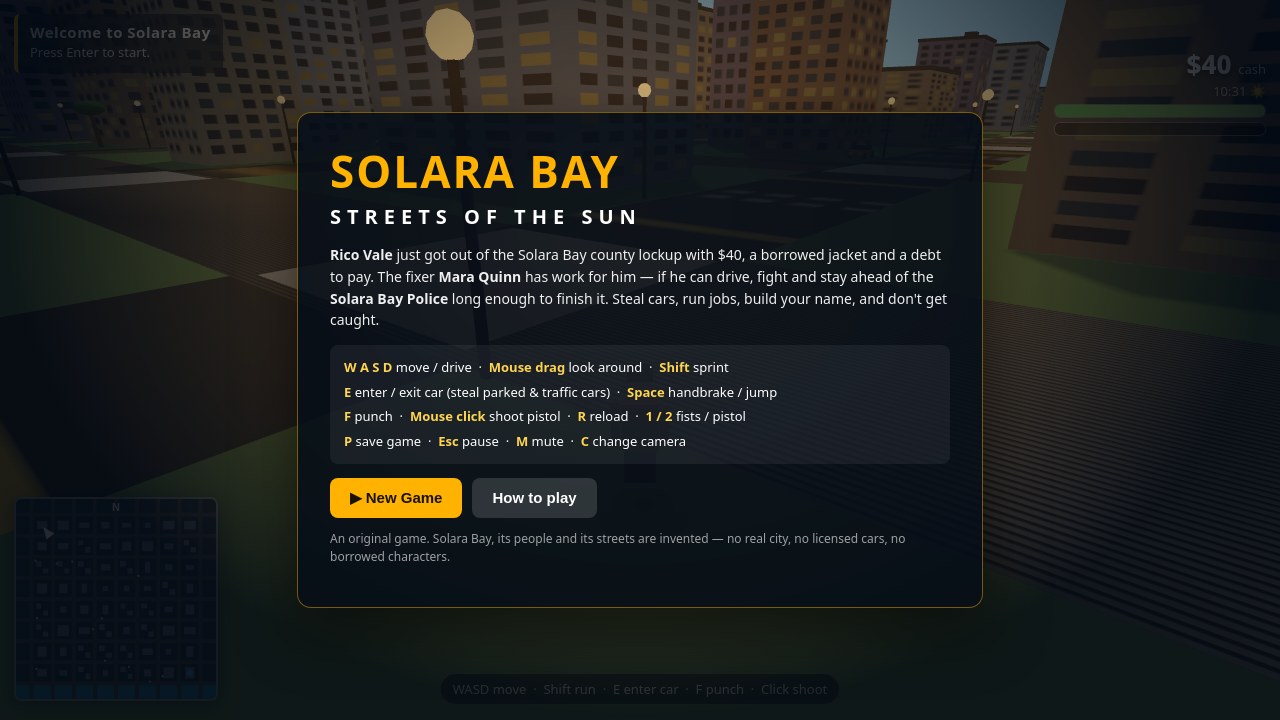 Welcome to Solara Bay
Press Enter to start.
$40 cash
10:31 ☀
SOLARA BAY
STREETS OF THE SUN
Rico Vale just got out of the Solara Bay county lockup with $40, a borrowed jacket and a debt
to pay. The fixer Mara Quinn has work for him — if he can drive, fight and stay ahead of the
Solara Bay Police long enough to finish it. Steal cars, run jobs, build your name, and don't get
caught.
W A S D move / drive · Mouse drag look around · Shift sprint
E enter / exit car (steal parked & traffic cars) · Space handbrake / jump
F punch · Mouse click shoot pistol · R reload · 1 / 2 fists / pistol
P save game · Esc pause · M mute · C change camera
▶ New Game
How to play
An original game. Solara Bay, its people and its streets are invented — no real city, no licensed cars, no
borrowed characters.
N
WASD move · Shift run · E enter car · F punch · Click shoot